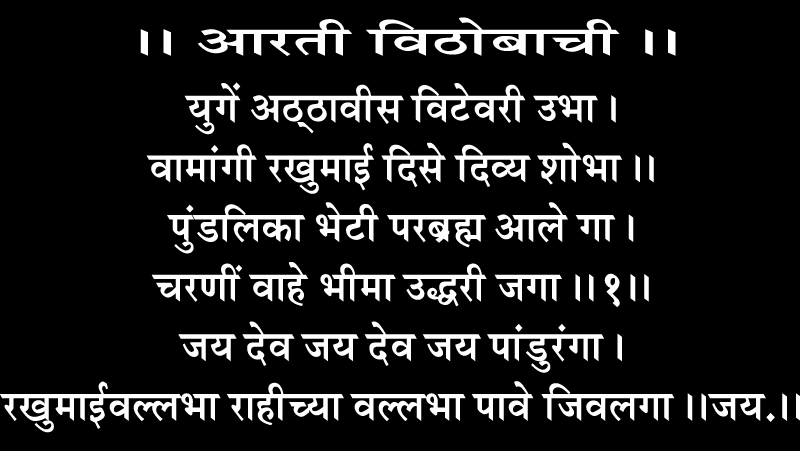 ।। आरती विठोबाची ।।
युगें अठ्ठावीस विटेवरी उभा ।
वामांगी रखुमाई दिसे दिव्य शोभा ।।
पुंडलिका भेटी परब्रह्म आले गा ।
चरणीं वाहे भीमा उद्धरी जगा ।।१।।
जय देव जय देव जय पांडुरंगा ।
रखुमाईवल्लभा राहीच्या वल्लभा पावे जिवलगा ।।जय.।।